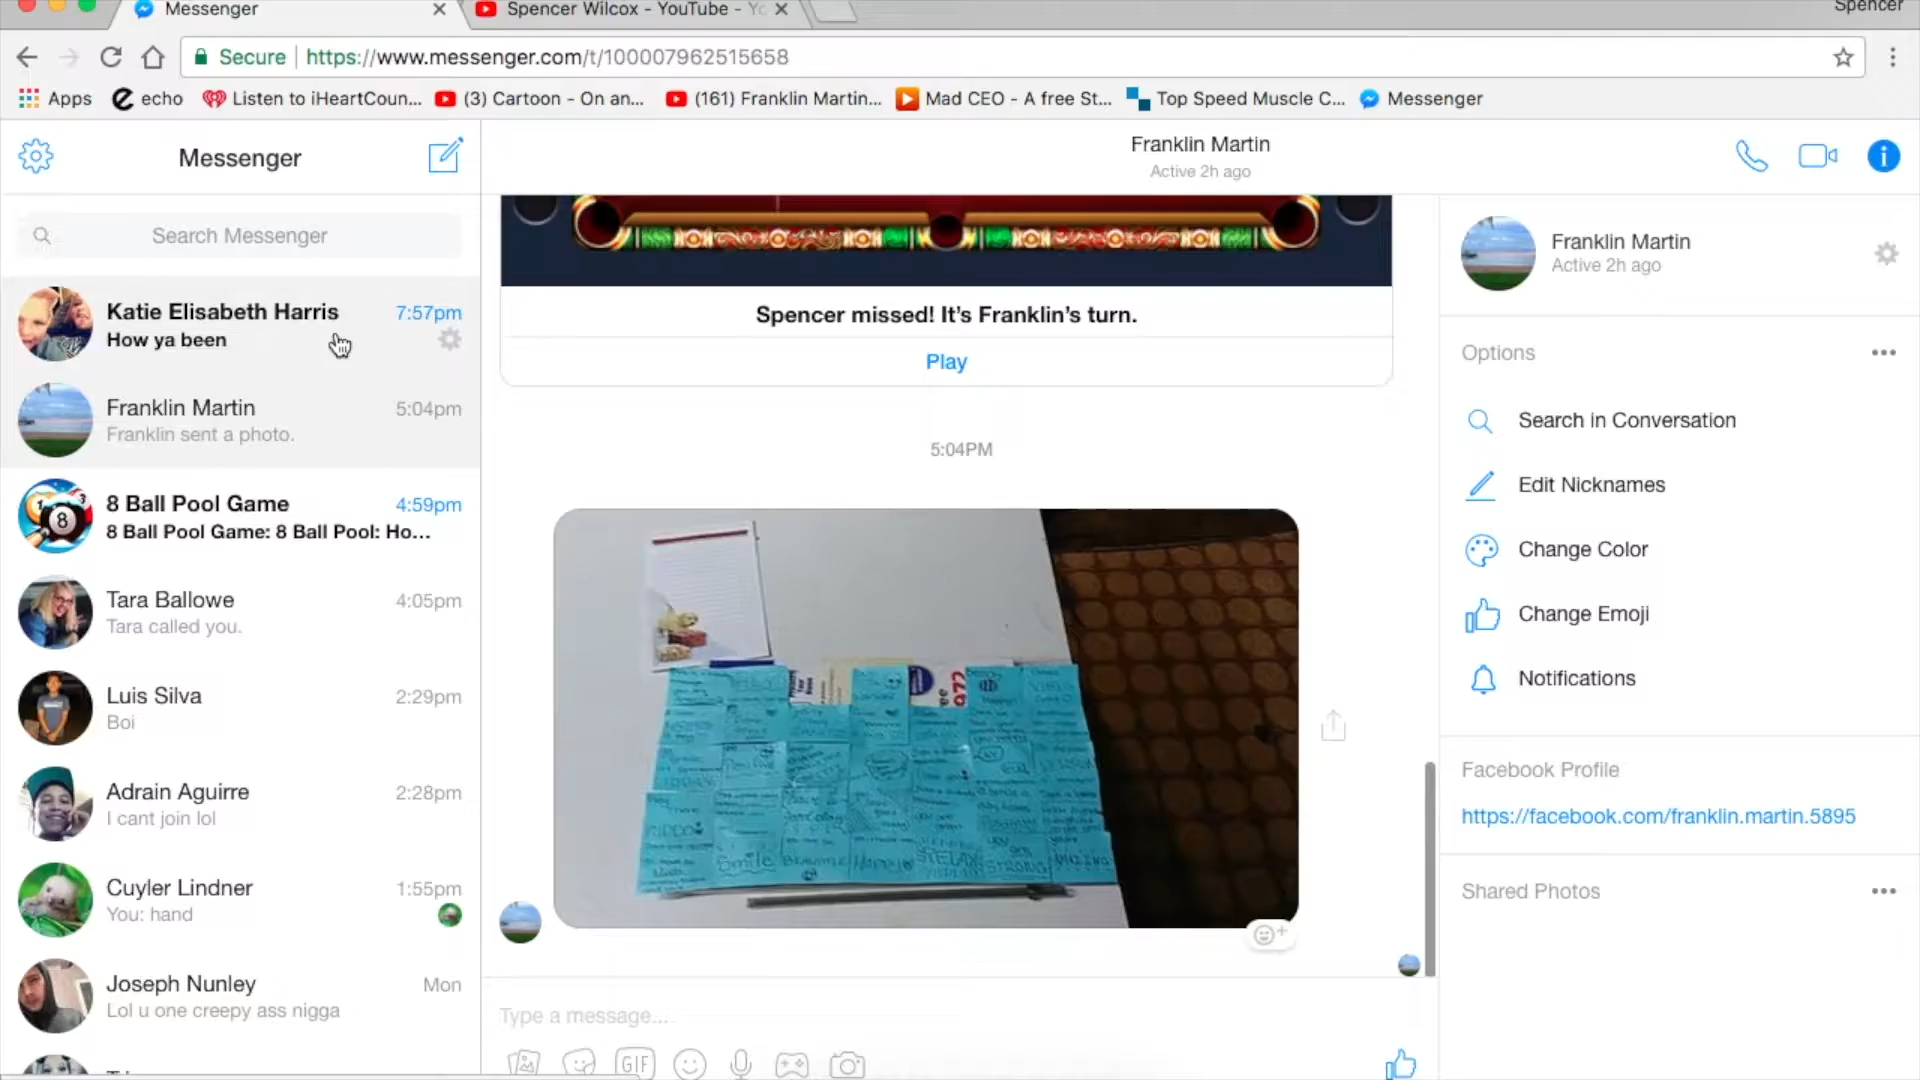 Messenger
Spencer Wilcox - YouTube - Yo
Spencer
Secure
https://www.messenger.com/t/100007962515658
Apps
echo
Listen to iHeartCoun...
(3) Cartoon - On an...
(161) Franklin Martin...
Mad CEO - A free St...
Top Speed Muscle C...
Messenger
Messenger
Search Messenger
Katie Elisabeth Harris
7:57pm
How ya been
Franklin Martin
5:04pm
Franklin sent a photo.
8 Ball Pool Game
4:59pm
8 Ball Pool Game: 8 Ball Pool: Ho...
Tara Ballowe
4:05pm
Tara called you.
Luis Silva
2:29pm
Boi
Adrain Aguirre
2:28pm
I cant join lol
Cuyler Lindner
1:55pm
You: hand
Joseph Nunley
Mon
Lol u one creepy ass nigga
Franklin Martin
Active 2h ago
Spencer missed! It's Franklin's turn.
Play
5:04PM
Smile
RELAX
STRONG
Type a message...
GIF
Franklin Martin
Active 2h ago
Options
Search in Conversation
Edit Nicknames
Change Color
Change Emoji
Notifications
Facebook Profile
https://facebook.com/franklin.martin.5895
Shared Photos